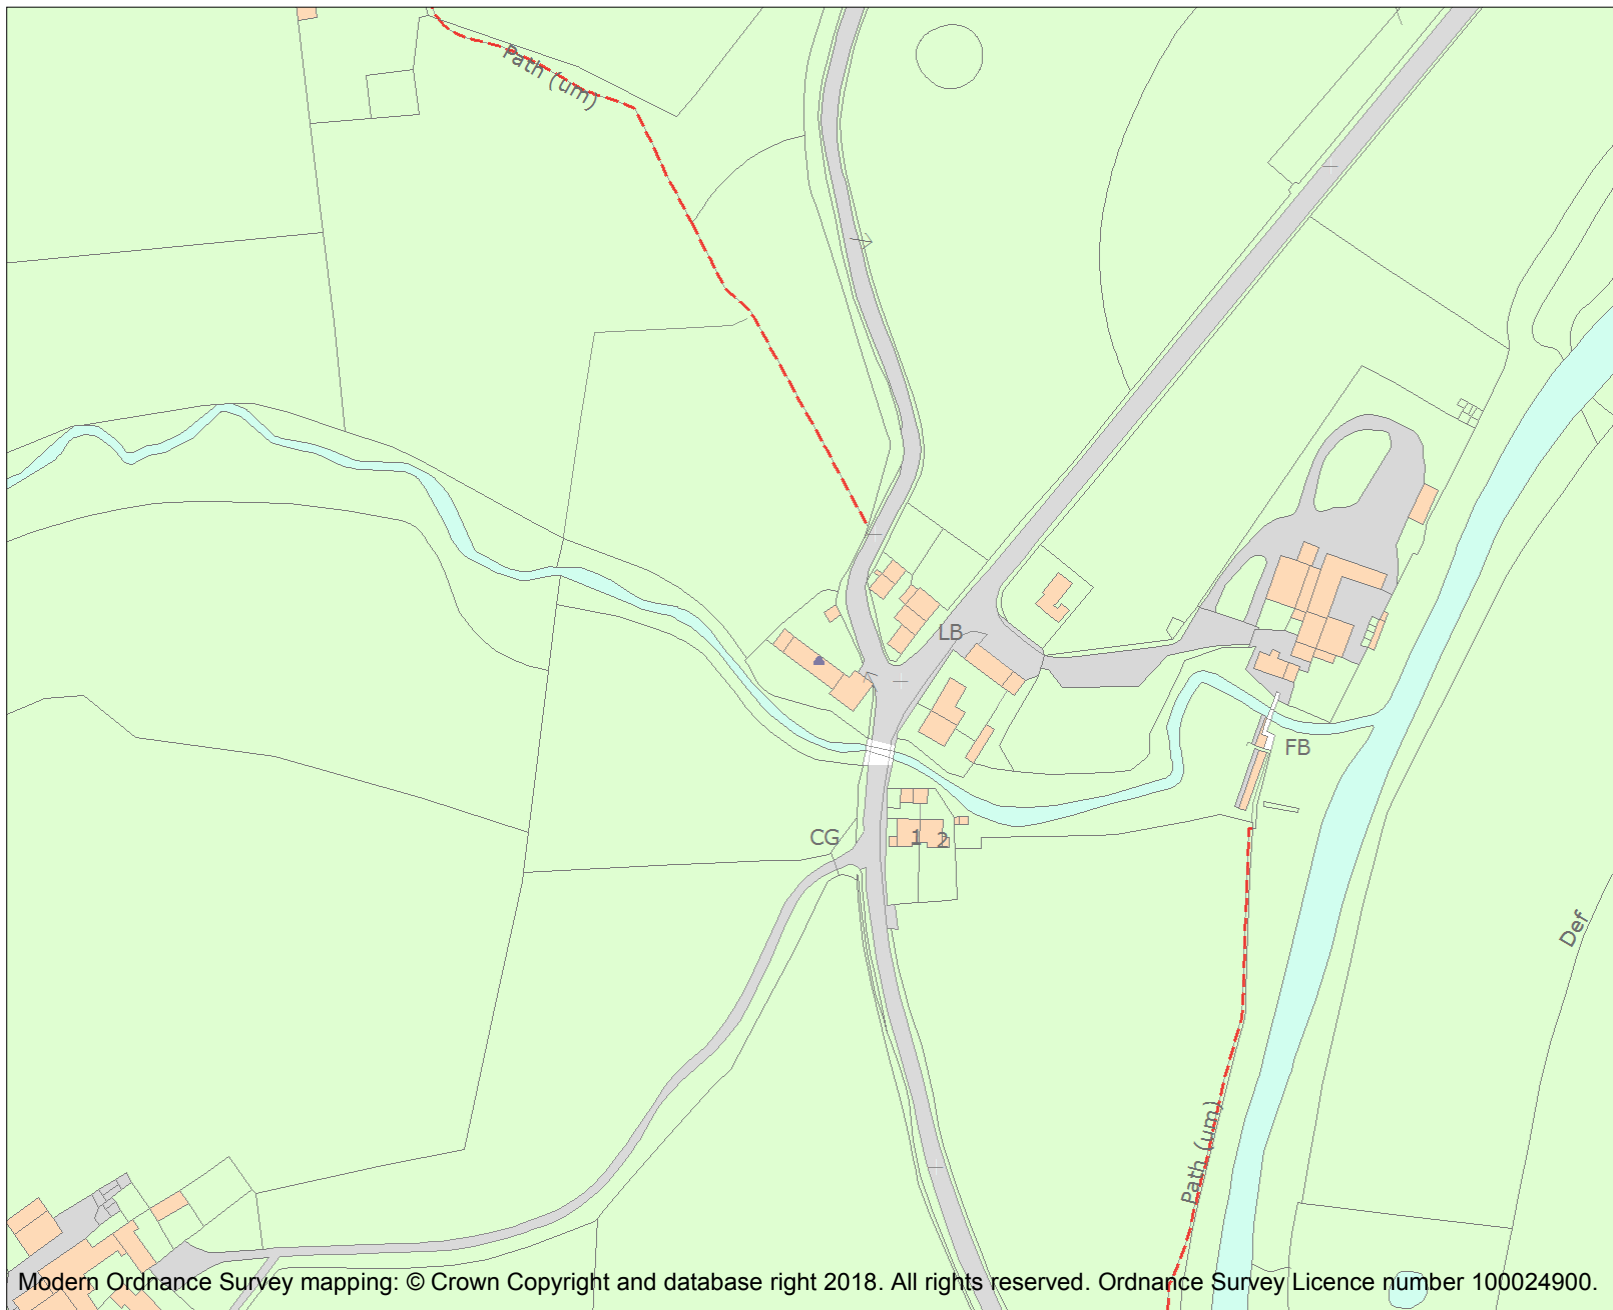 Path (um)
LB
FB
CG
1
2
Def
Path (um)
Modern Ordnance Survey mapping: © Crown Copyright and database right 2018. All rights reserved. Ordnance Survey Licence number 100024900.